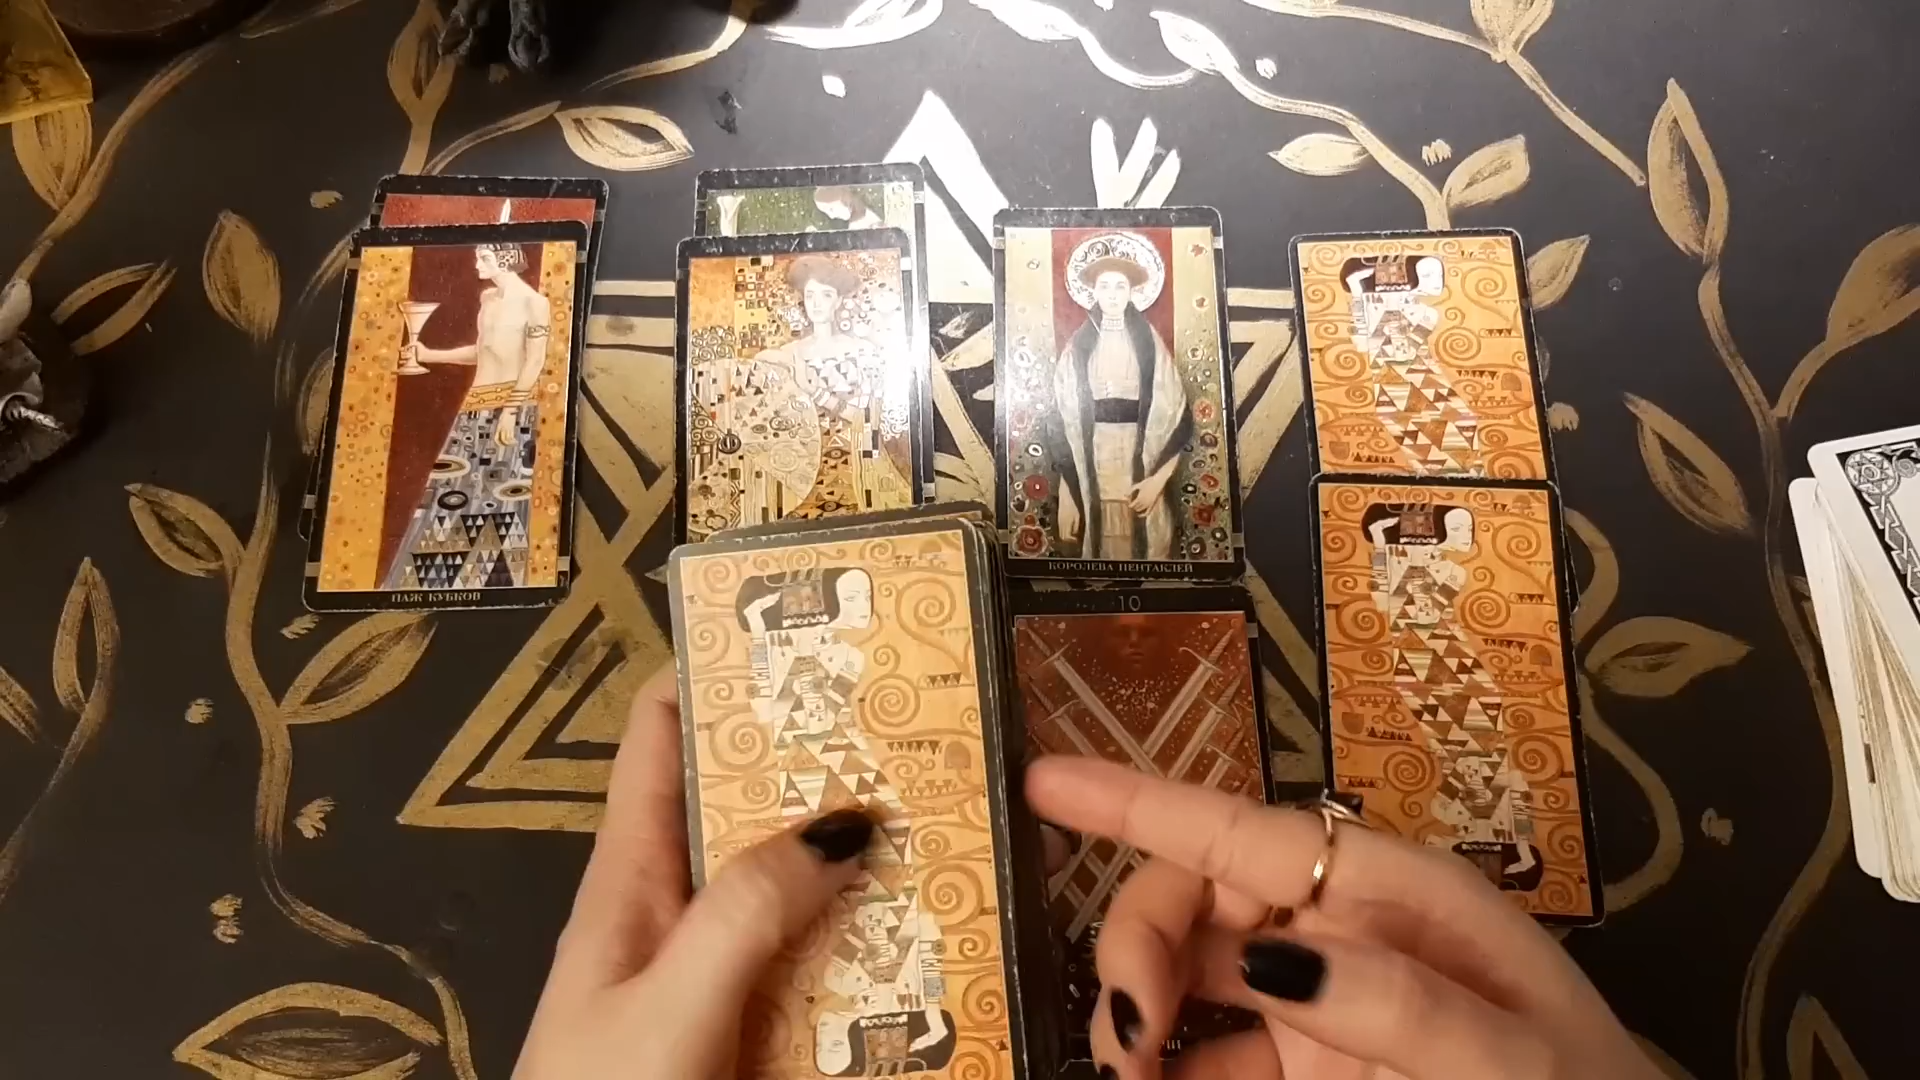 ПАЖ КУБКОВ
КОРОЛЕВА ПЕНТАКЛЕЙ
10